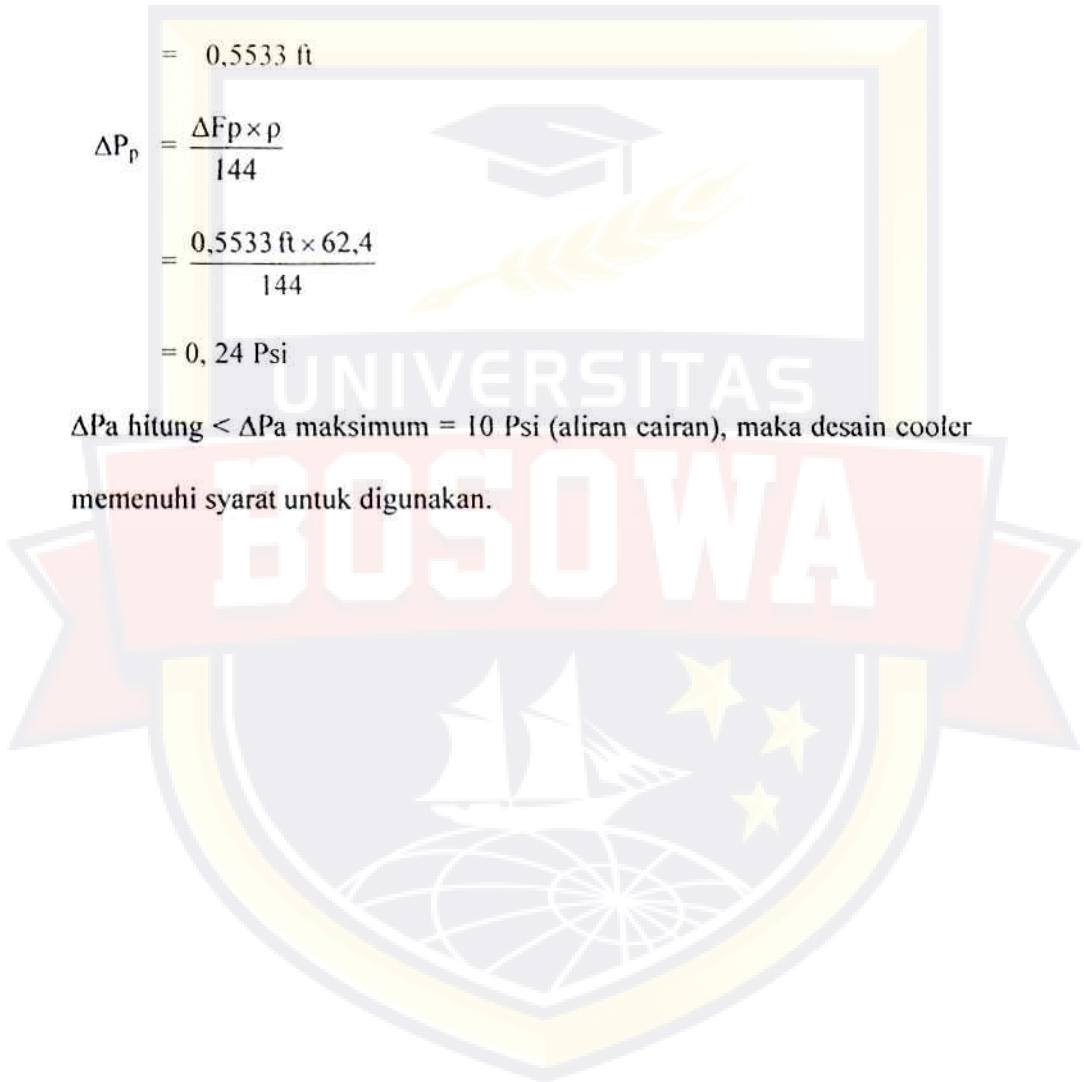 = 0,5533 ft
ΔPp = ΔFp × ρ / 144
= 0,5533 ft × 62,4 / 144
= 0, 24 Psi
UNIVERSITAS
ΔPa hitung < ΔPa maksimum = 10 Psi (aliran cairan), maka desain cooler
memenuhi syarat untuk digunakan.
BOSOWA